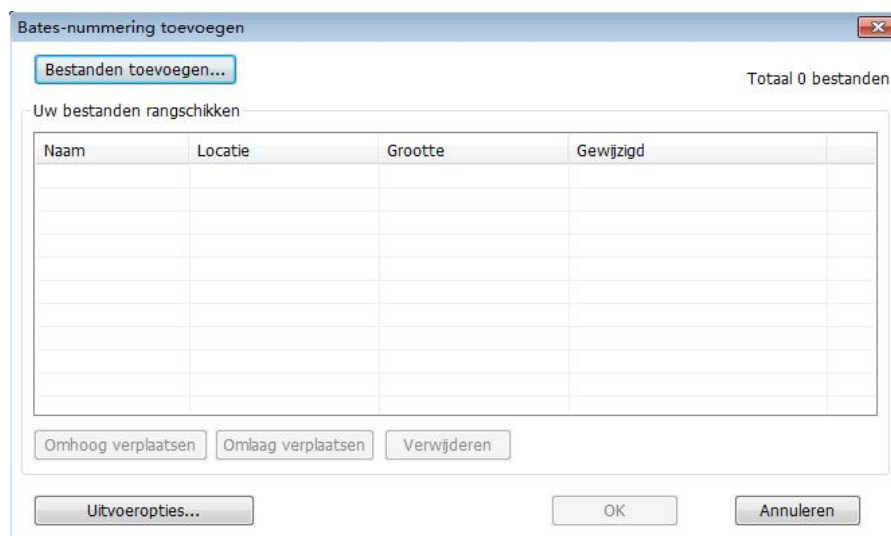 Bates-nummering toevoegen
Bestanden toevoegen...
Totaal 0 bestanden
Uw bestanden rangschikken
Naam Locatie Grootte Gewijzigd
Omhoog verplaatsen Omlaag verplaatsen Verwijderen
Uitvoeropties... OK Annuleren